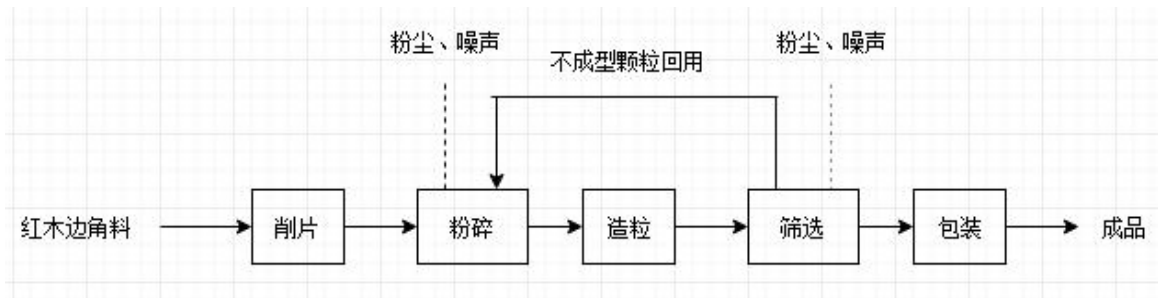 粉尘、噪声
粉尘、噪声
不成型颗粒回用
红木边角料
削片
粉碎
造粒
筛选
包装
成品